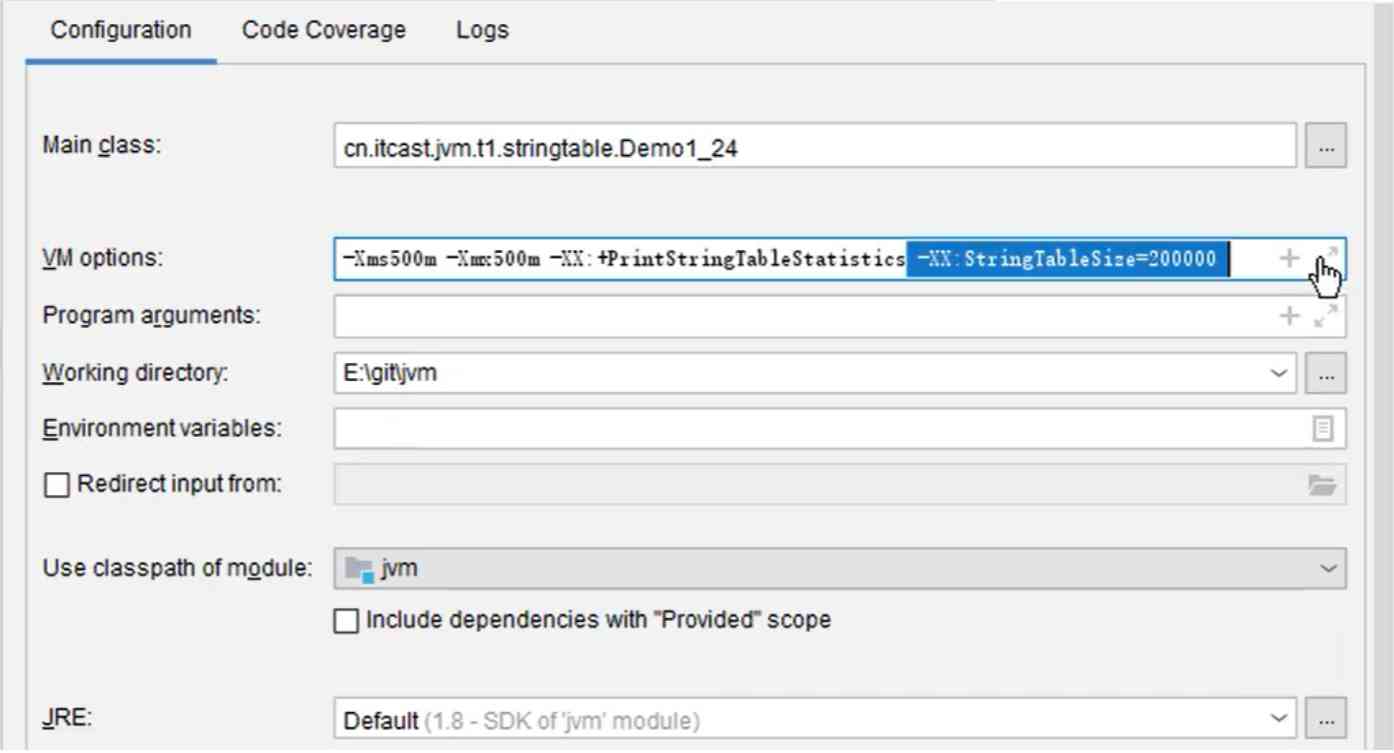 Configuration Code Coverage Logs
Main class: cn.itcast.jvm.t1.stringtable.Demo1_24 ...
VM options: -Xms500m -Xmx500m -XX:+PrintStringTableStatistics -XX:StringTableSize=200000
Program arguments:
Working directory: E:\git\jvm ...
Environment variables:
Redirect input from:
Use classpath of module: jvm
Include dependencies with "Provided" scope
JRE: Default (1.8 - SDK of 'jvm' module) ...